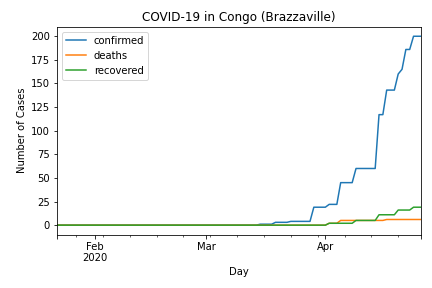 COVID-19 in Congo (Brazzaville)
confirmed
deaths
recovered
200
175
150
125
100
75
50
25
0
Number of Cases
Feb
2020
Mar
Apr
Day